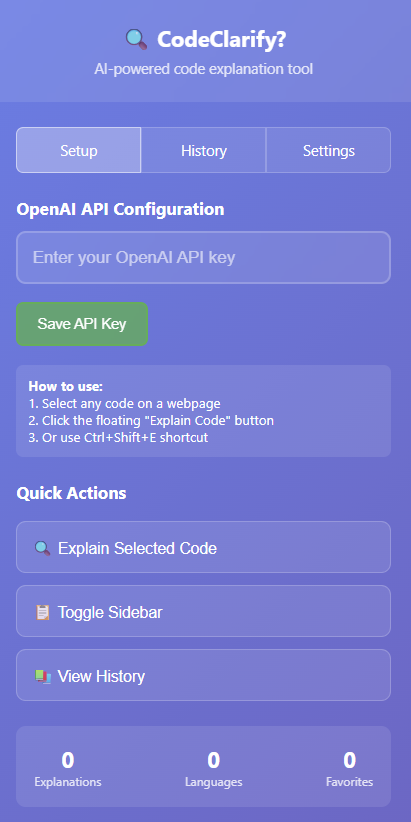 CodeClarify?
AI-powered code explanation tool
Setup History Settings
OpenAI API Configuration
Enter your OpenAI API key
Save API Key
How to use:
1. Select any code on a webpage
2. Click the floating "Explain Code" button
3. Or use Ctrl+Shift+E shortcut
Quick Actions
Explain Selected Code
Toggle Sidebar
View History
0 0 0
Explanations Languages Favorites